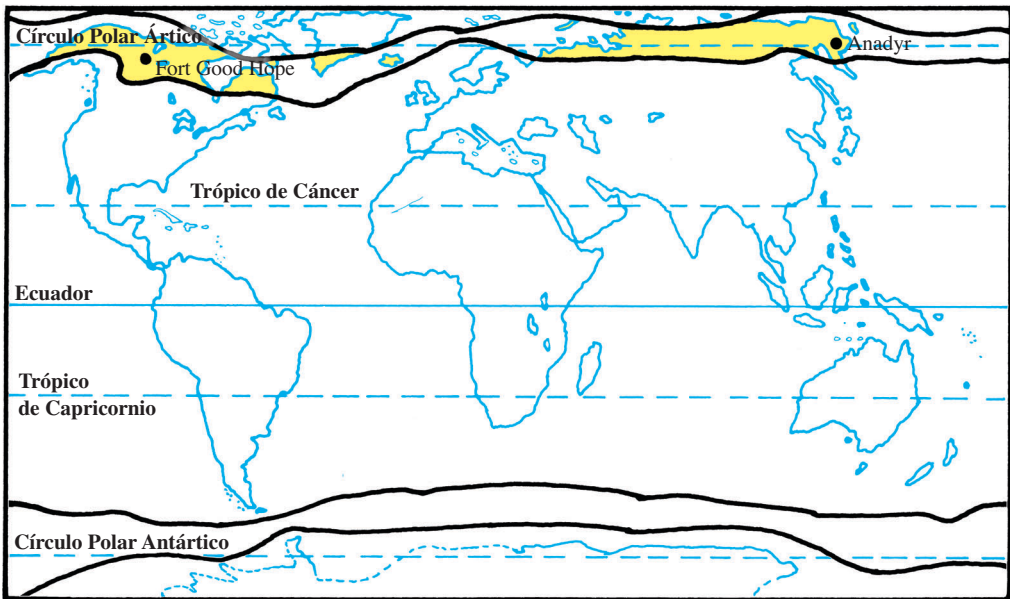 Círculo Polar Ártico
Anadyr
Fort Good Hope
Trópico de Cáncer
Ecuador
Trópico
de Capricornio
Círculo Polar Antártico